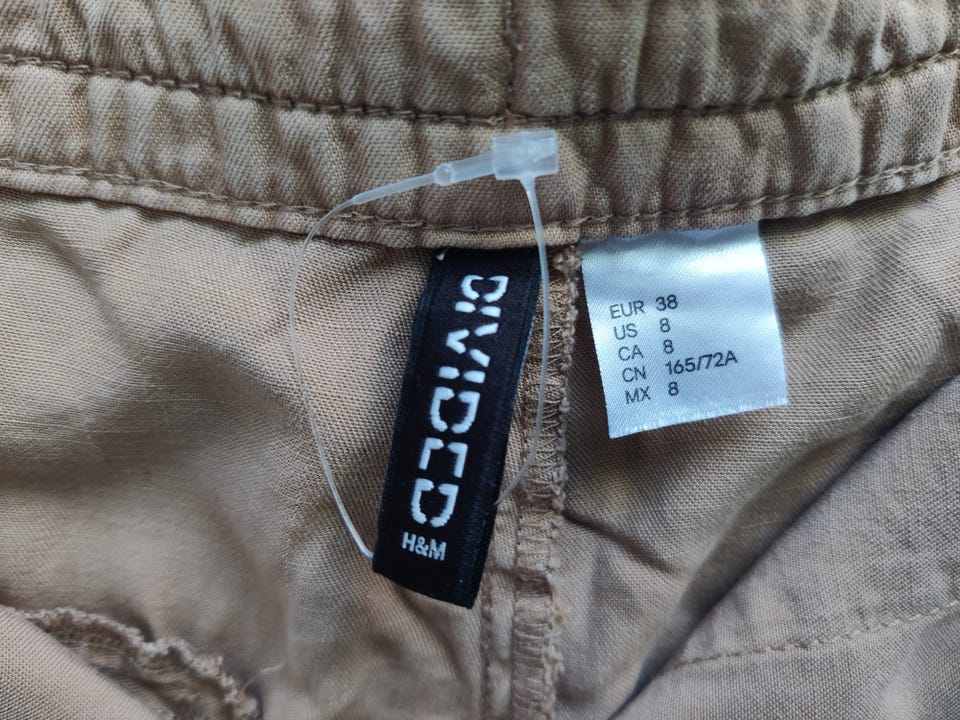 DIVIDED
H&M
EUR 38
US 8
CA 8
CN 165/72A
MX 8